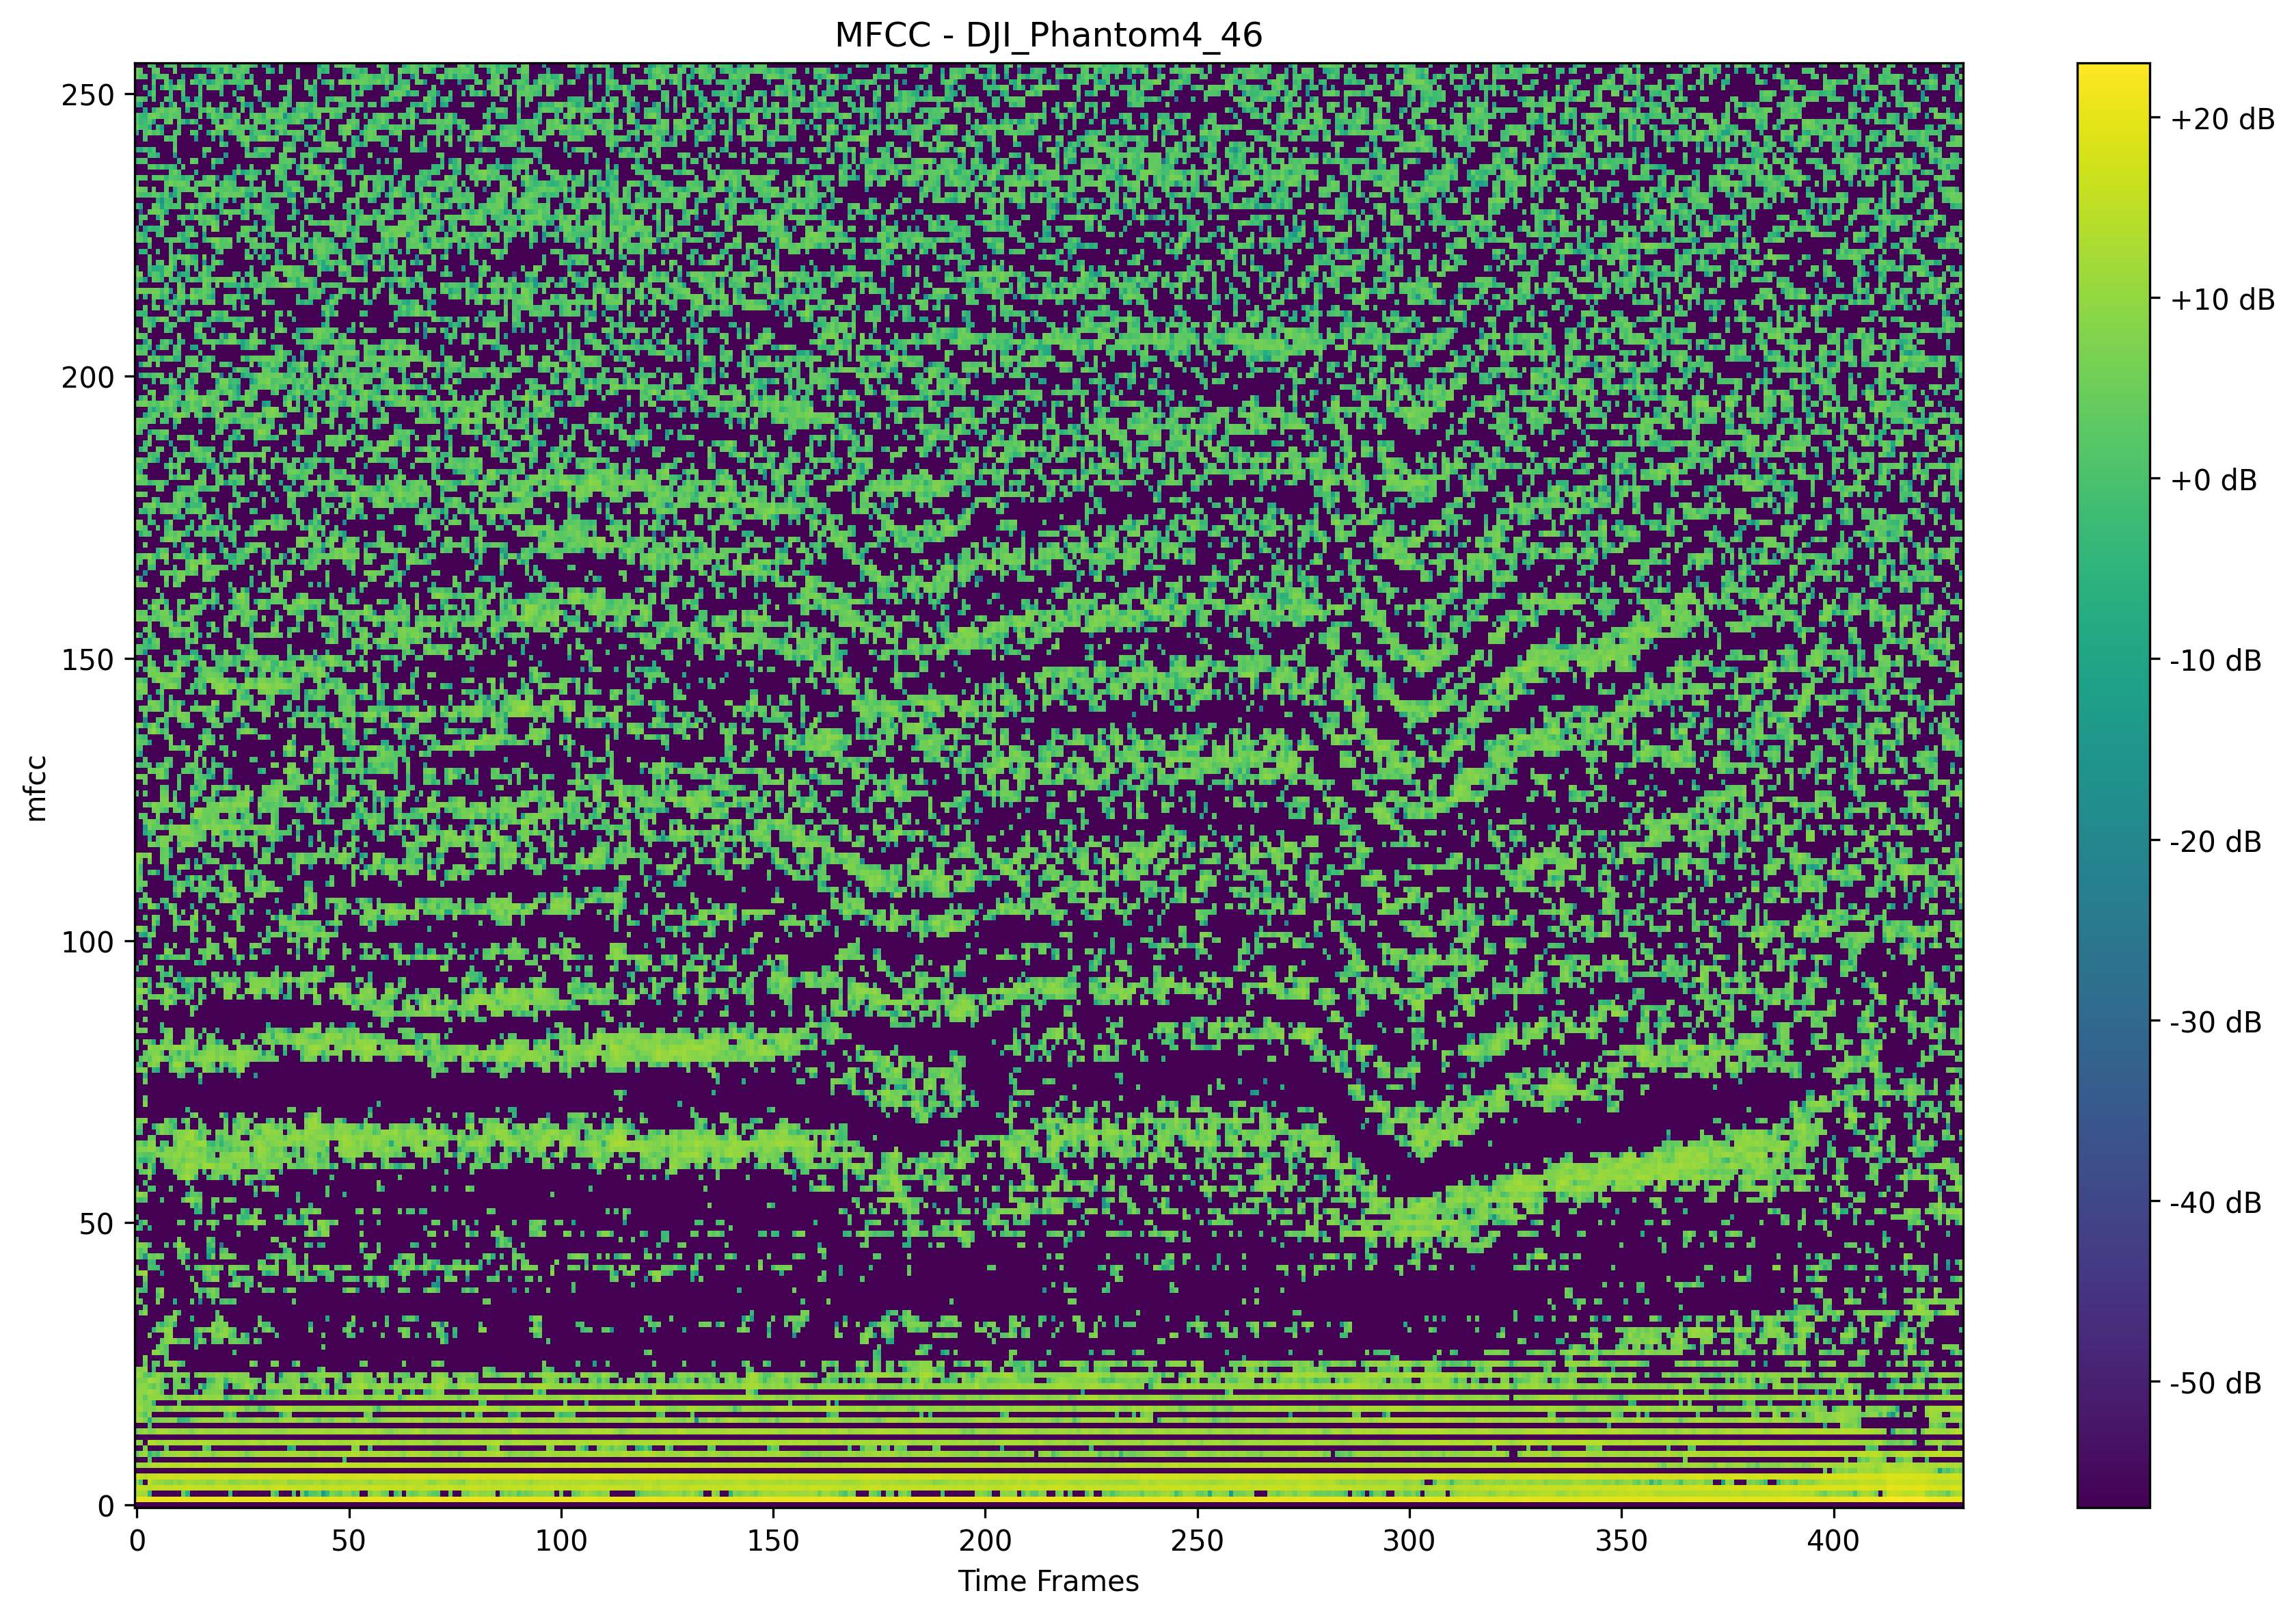 MFCC - DJI_Phantom4_46
250
200
150
100
50
0
mfcc
0 50 100 150 200 250 300 350 400
Time Frames
+20 dB
+10 dB
+0 dB
-10 dB
-20 dB
-30 dB
-40 dB
-50 dB